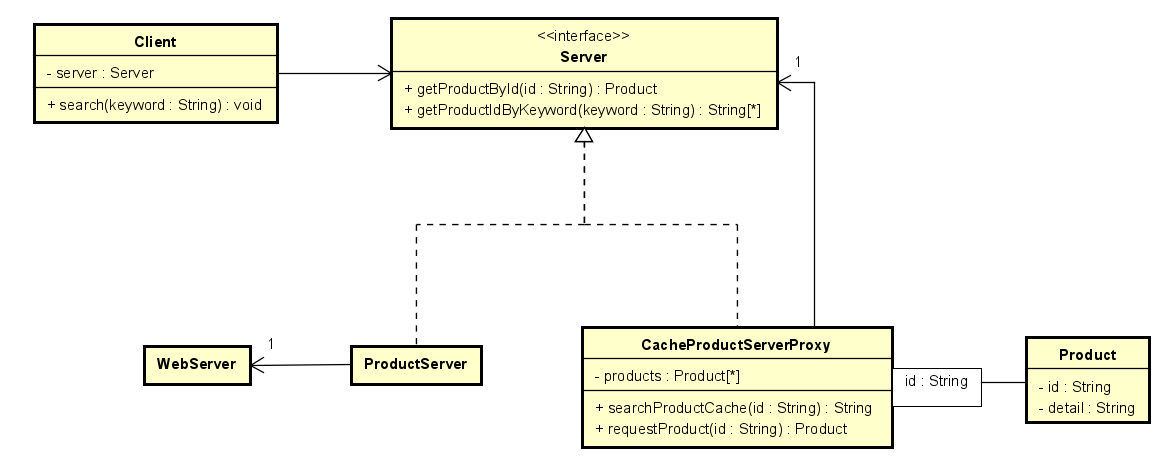 Client
- server : Server
+ search(keyword : String) : void
<<interface>>
Server
+ getProductById(id : String) : Product
+ getProductIdByKeyword(keyword : String) : String[*]
1
1
WebServer
ProductServer
CacheProductServerProxy
- products : Product[*]
+ searchProductCache(id : String) : String
+ requestProduct(id : String) : Product
id : String
Product
- id : String
- detail : String